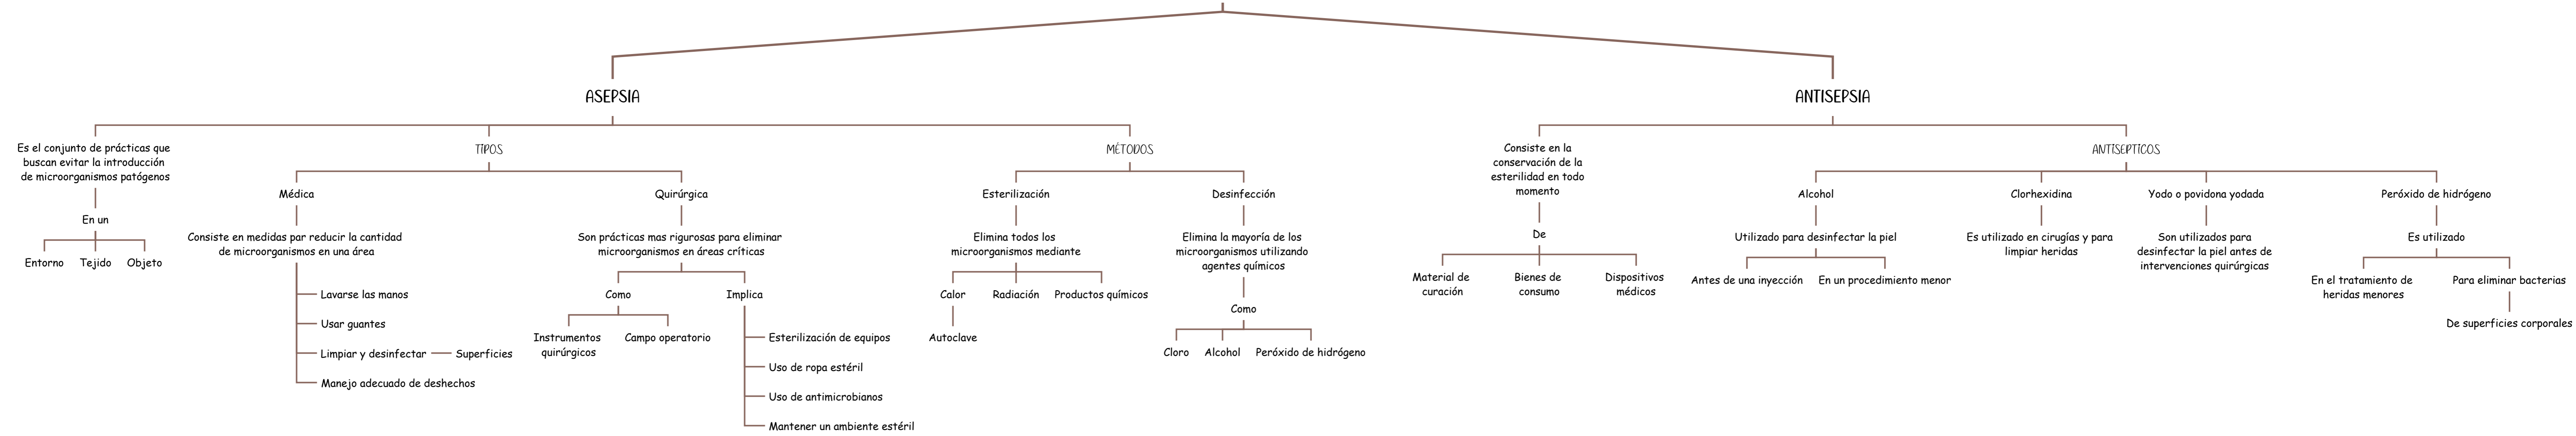 ASEPSIA
Es el conjunto de prácticas que
buscan evitar la introducción
de microorganismos patógenos
En un
Entorno
Tejido
Objeto
TIPOS
Médica
Consiste en medidas par reducir la cantidad
de microorganismos en una área
Lavarse las manos
Usar guantes
Limpiar y desinfectar
Superficies
Manejo adecuado de deshechos
Quirúrgica
Son prácticas mas rigurosas para eliminar
microorganismos en áreas críticas
Como
Instrumentos
quirúrgicos
Campo operatorio
Implica
Esterilización de equipos
Uso de ropa estéril
Uso de antimicrobianos
Mantener un ambiente estéril
MÉTODOS
Esterilización
Elimina todos los
microorganismos mediante
Calor
Autoclave
Radiación
Productos químicos
Desinfección
Elimina la mayoría de los
microorganismos utilizando
agentes químicos
Como
Cloro
Alcohol
Peróxido de hidrógeno
ANTISEPSIA
Consiste en la
conservación de la
esterilidad en todo
momento
De
Material de
curación
Bienes de
consumo
Dispositivos
médicos
ANTISEPTICOS
Alcohol
Utilizado para desinfectar la piel
Antes de una inyección
En un procedimiento menor
Clorhexidina
Es utilizado en cirugías y para
limpiar heridas
Yodo o povidona yodada
Son utilizados para
desinfectar la piel antes de
intervenciones quirúrgicas
Peróxido de hidrógeno
Es utilizado
En el tratamiento de
heridas menores
Para eliminar bacterias
De superficies corporales